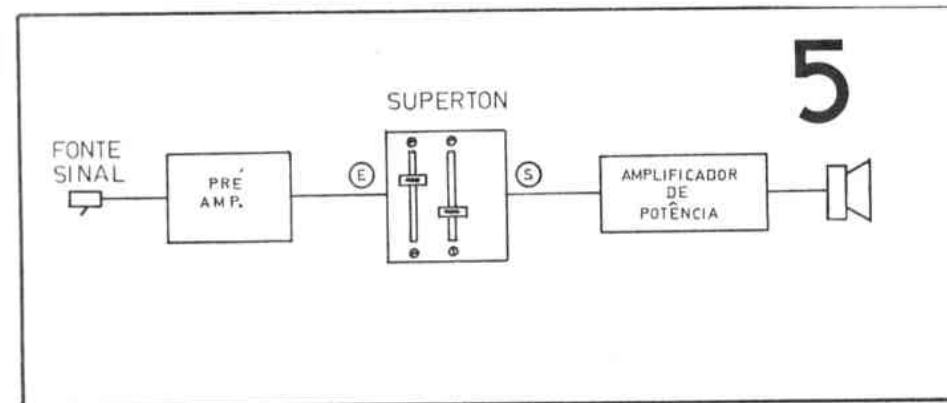 5
SUPERTON
FONTE
SINAL
PRÉ
AMP.
E
S
AMPLIFICADOR
DE
POTÊNCIA